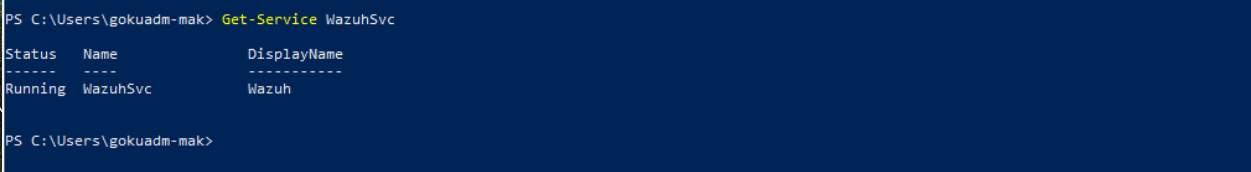 PS C:\Users\gokuadm-mak> Get-Service WazuhSvc
Status   Name               DisplayName
------   ----               -----------
Running  WazuhSvc           Wazuh
PS C:\Users\gokuadm-mak>